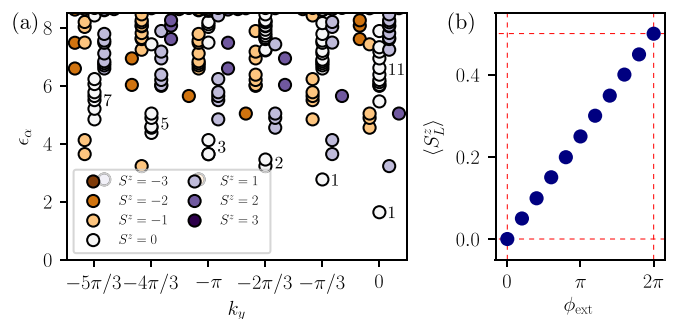 (a)
8
6
4
2
0
ϵ_α
7
5
3
2
1
11
1
S^z = −3
S^z = −2
S^z = −1
S^z = 0
S^z = 1
S^z = 2
S^z = 3
−5π/3 −4π/3 −π −2π/3 −π/3 0
k_y
(b)
0.4
0.2
0.0
⟨S_L^z⟩
0 π 2π
ϕ_ext